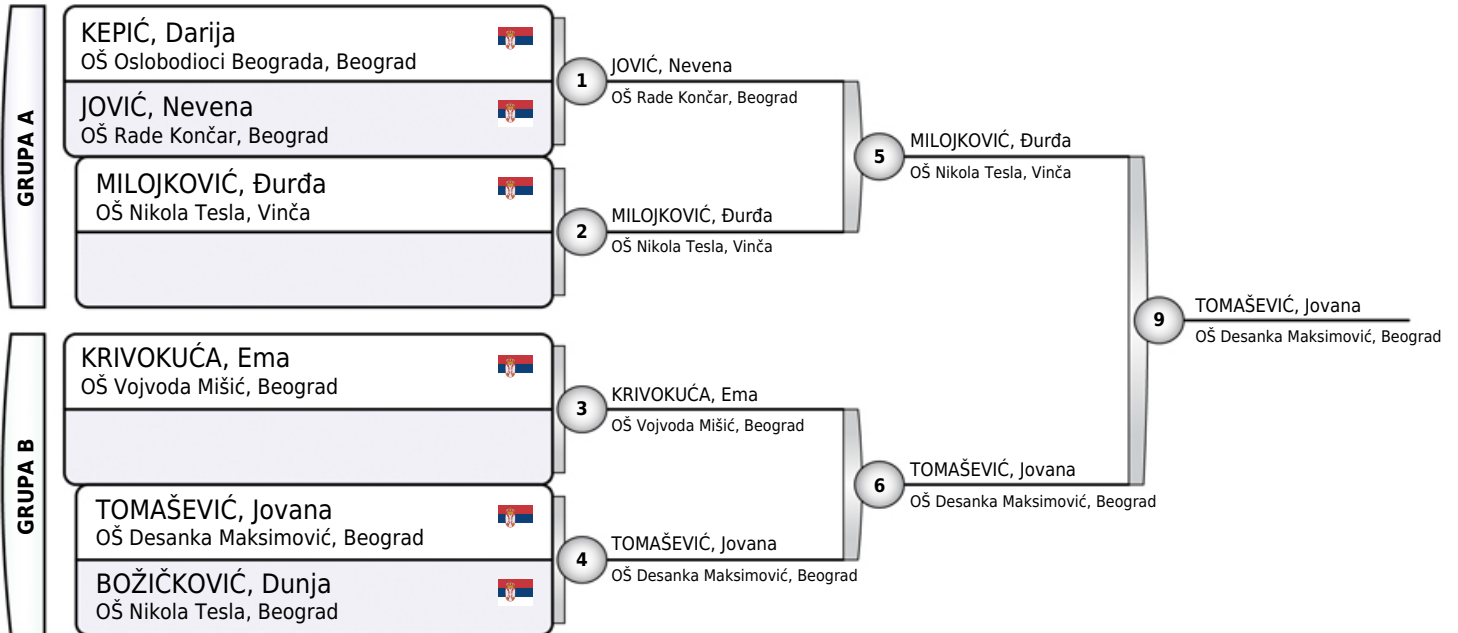 GRUPA A
KEPIĆ, Darija
OŠ Oslobodioci Beograda, Beograd
JOVIĆ, Nevena
OŠ Rade Končar, Beograd
MILOJKOVIĆ, Đurđa
OŠ Nikola Tesla, Vinča
1
JOVIĆ, Nevena
OŠ Rade Končar, Beograd
2
MILOJKOVIĆ, Đurđa
OŠ Nikola Tesla, Vinča
5
MILOJKOVIĆ, Đurđa
OŠ Nikola Tesla, Vinča
GRUPA B
KRIVOKUĆA, Ema
OŠ Vojvoda Mišić, Beograd
TOMAŠEVIĆ, Jovana
OŠ Desanka Maksimović, Beograd
BOŽIČKOVIĆ, Dunja
OŠ Nikola Tesla, Beograd
3
KRIVOKUĆA, Ema
OŠ Vojvoda Mišić, Beograd
4
TOMAŠEVIĆ, Jovana
OŠ Desanka Maksimović, Beograd
6
TOMAŠEVIĆ, Jovana
OŠ Desanka Maksimović, Beograd
9
TOMAŠEVIĆ, Jovana
OŠ Desanka Maksimović, Beograd